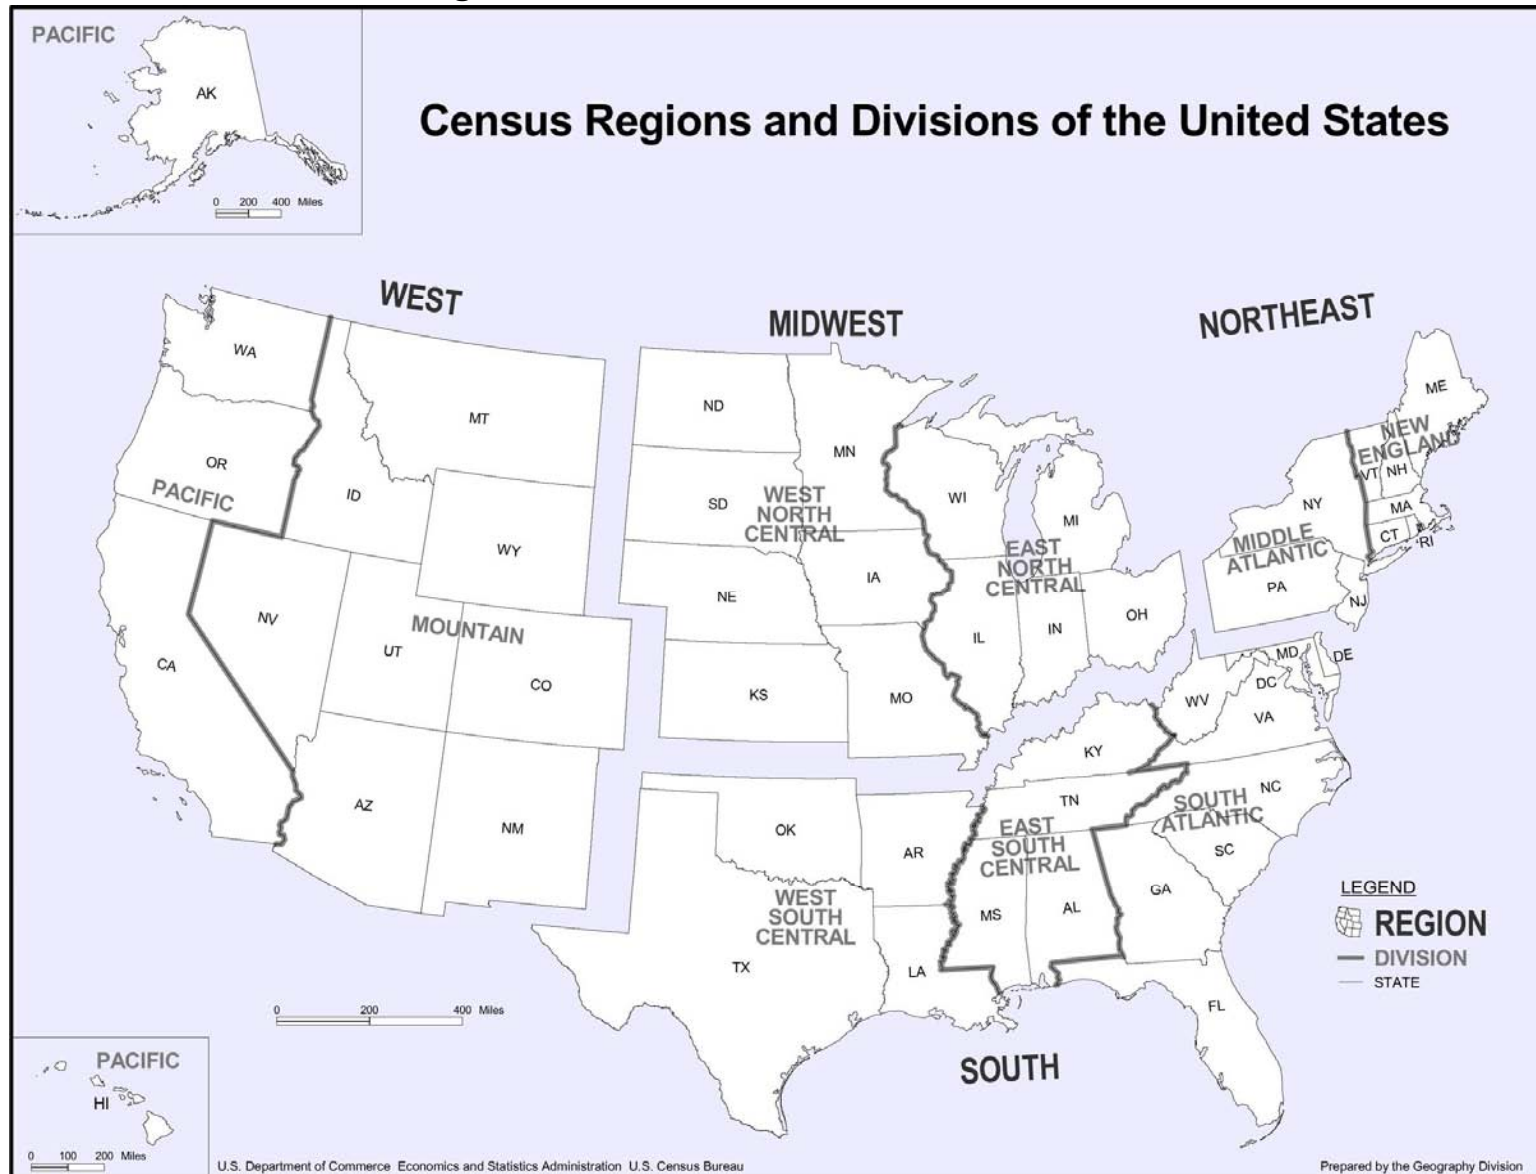 PACIFIC
AK
0 200 400 Miles
Census Regions and Divisions of the United States
WEST
MIDWEST
NORTHEAST
WA
MT
OR
PACIFIC
ID
WY
NV
MOUNTAIN
UT
CO
CA
AZ
NM
ND
MN
SD
WEST
NORTH
CENTRAL
IA
NE
KS
MO
WI
MI
EAST
NORTH
CENTRAL
IL
IN
OH
ME
NEW
ENGLAND
VT
NH
NY
MA
CT
RI
MIDDLE
ATLANTIC
PA
NJ
MD
DE
DC
WV
VA
KY
NC
TN
SOUTH
ATLANTIC
SC
EAST
SOUTH
CENTRAL
GA
MS
AL
OK
AR
WEST
SOUTH
CENTRAL
TX
LA
FL
LEGEND
REGION
DIVISION
STATE
0 200 400 Miles
SOUTH
PACIFIC
HI
0 100 200 Miles
U.S. Department of Commerce Economics and Statistics Administration U.S. Census Bureau
Prepared by the Geography Division